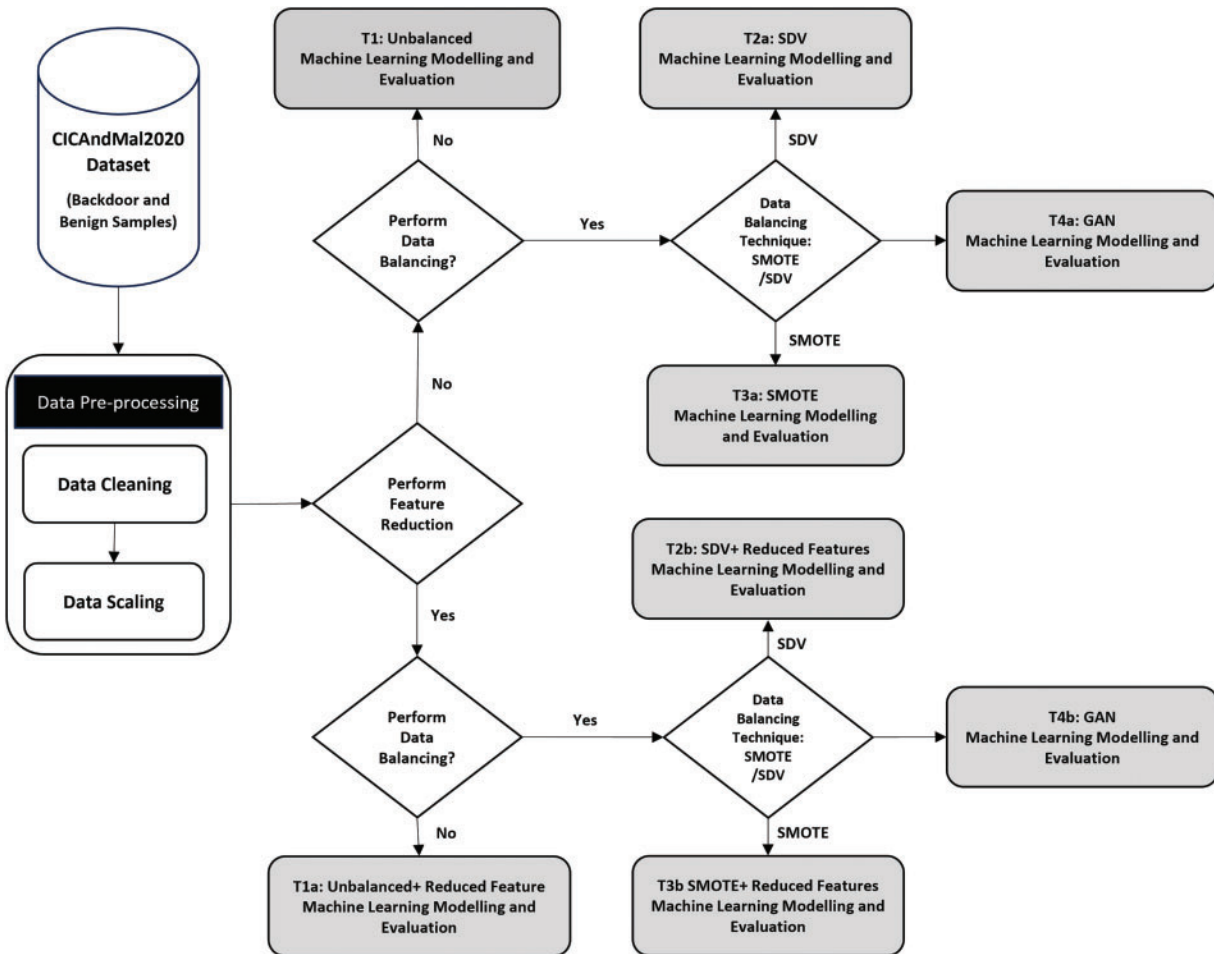 CICAndMal2020
Dataset
(Backdoor and
Benign Samples)
Data Pre-processing
Data Cleaning
Data Scaling
Perform
Feature
Reduction
No
Perform
Data
Balancing?
No
T1: Unbalanced
Machine Learning Modelling and
Evaluation
Yes
Data
Balancing
Technique:
SMOTE
/SDV
SDV
T2a: SDV
Machine Learning Modelling and
Evaluation
T4a: GAN
Machine Learning Modelling and
Evaluation
SMOTE
T3a: SMOTE
Machine Learning Modelling
and Evaluation
Yes
Perform
Data
Balancing?
No
T1a: Unbalanced+ Reduced Feature
Machine Learning Modelling and
Evaluation
Yes
Data
Balancing
Technique:
SMOTE
/SDV
SDV
T2b: SDV+ Reduced Features
Machine Learning Modelling and
Evaluation
T4b: GAN
Machine Learning Modelling and
Evaluation
SMOTE
T3b SMOTE+ Reduced Features
Machine Learning Modelling and
Evaluation